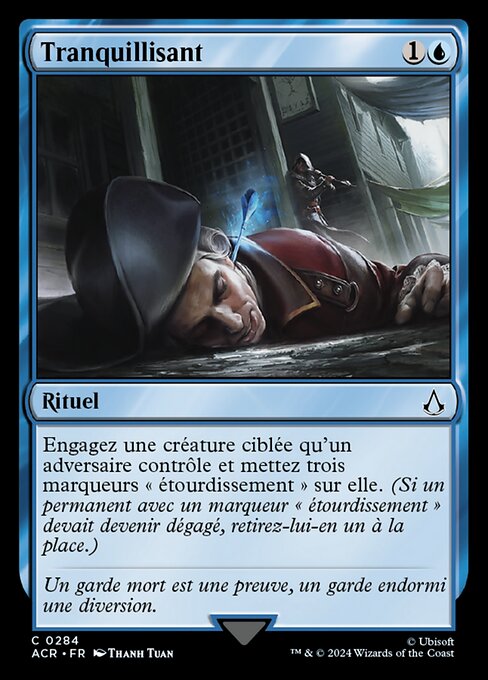 Tranquillisant 1
Rituel
Engagez une créature ciblée qu'un
adversaire contrôle et mettez trois
marqueurs « étourdissement » sur elle. (Si un
permanent avec un marqueur « étourdissement »
devait devenir dégagé, retirez-lui-en un à la
place.)
Un garde mort est une preuve, un garde endormi
une diversion.
C 0284
ACR • FR Thanh Tuan
© Ubisoft
™ & © 2024 Wizards of the Coast